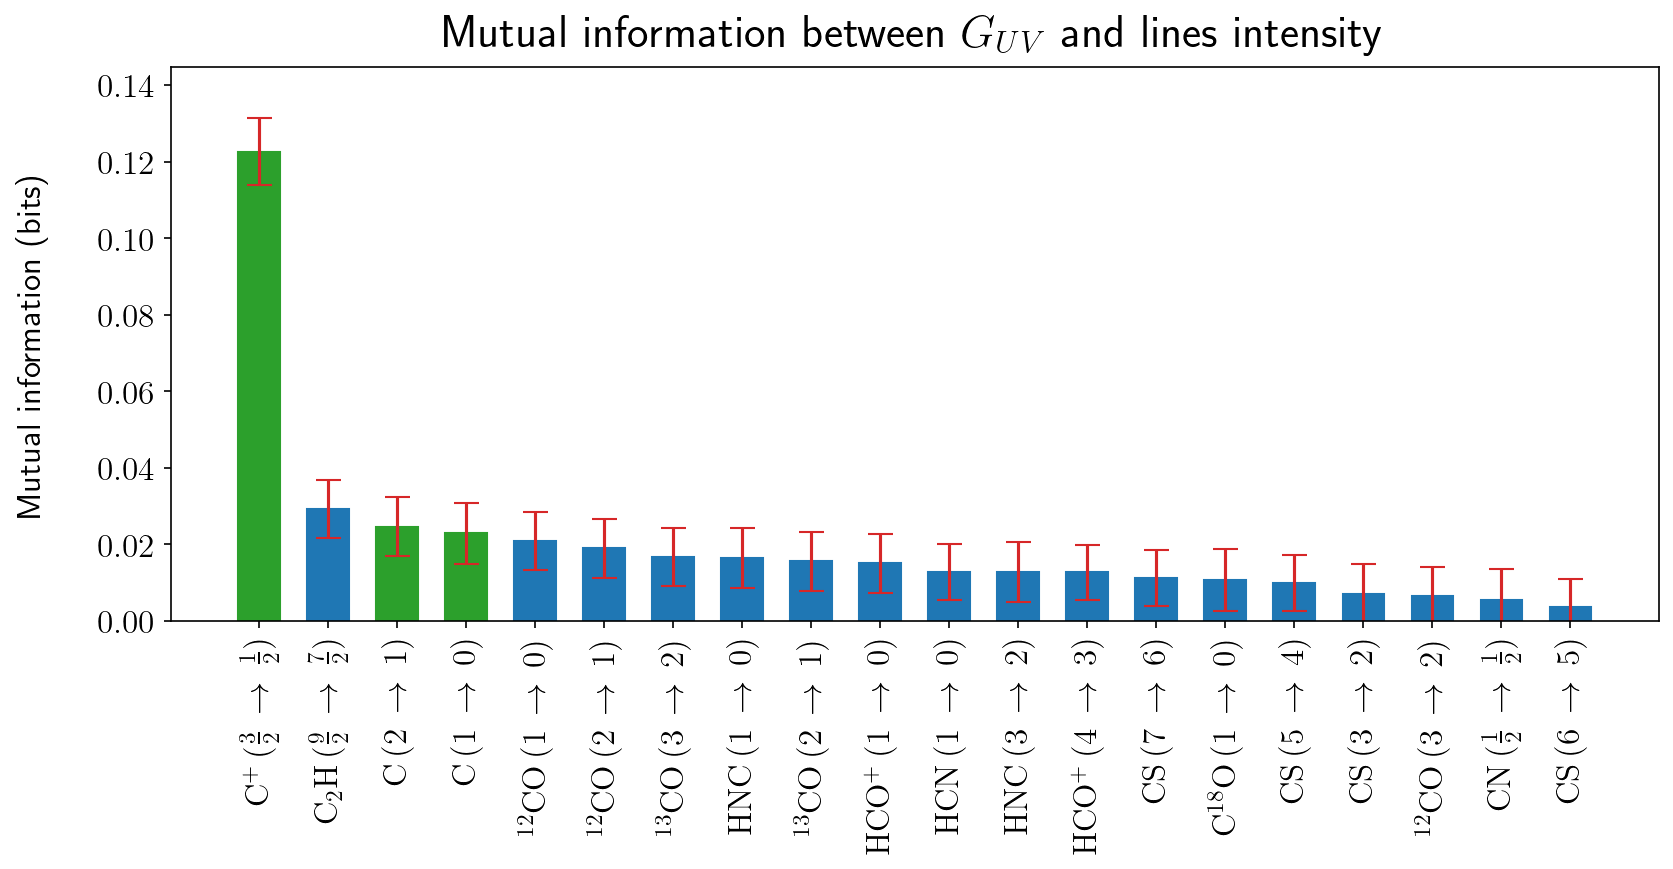 Mutual information between G_UV and lines intensity
Mutual information (bits)
0.14
0.12
0.10
0.08
0.06
0.04
0.02
0.00
C⁺ (3/2 → 1/2)
C₂H (9/2 → 7/2)
C (2 → 1)
C (1 → 0)
¹²CO (1 → 0)
¹²CO (2 → 1)
¹³CO (3 → 2)
HNC (1 → 0)
¹³CO (2 → 1)
HCO⁺ (1 → 0)
HCN (1 → 0)
HNC (3 → 2)
HCO⁺ (4 → 3)
CS (7 → 6)
C¹⁸O (1 → 0)
CS (5 → 4)
CS (3 → 2)
¹²CO (3 → 2)
CN (1/2 → 1/2)
CS (6 → 5)